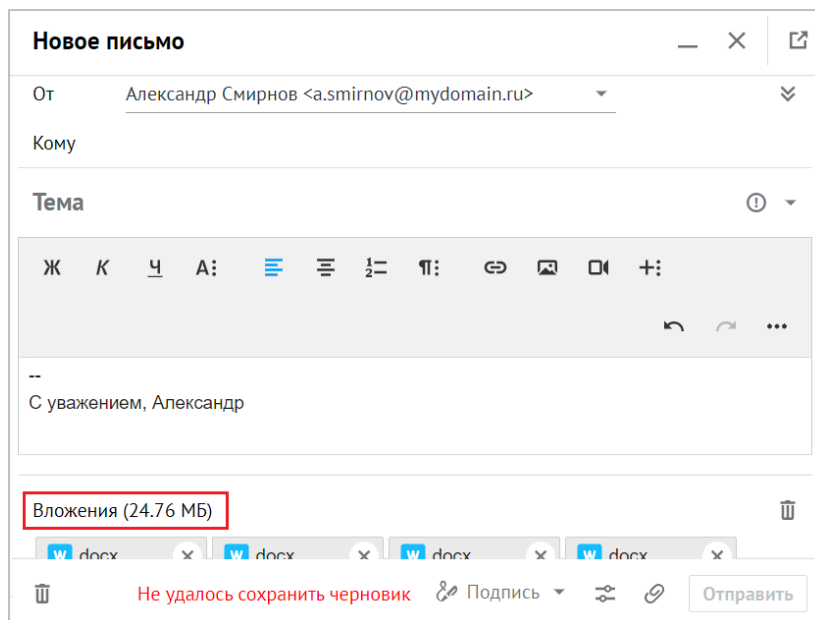 Новое письмо
От Александр Смирнов <a.smirnov@mydomain.ru>
Кому
Тема
Ж К Ч А
--
С уважением, Александр
Вложения (24.76 МБ)
W docx W docx W docx W docx
Не удалось сохранить черновик Подпись Отправить